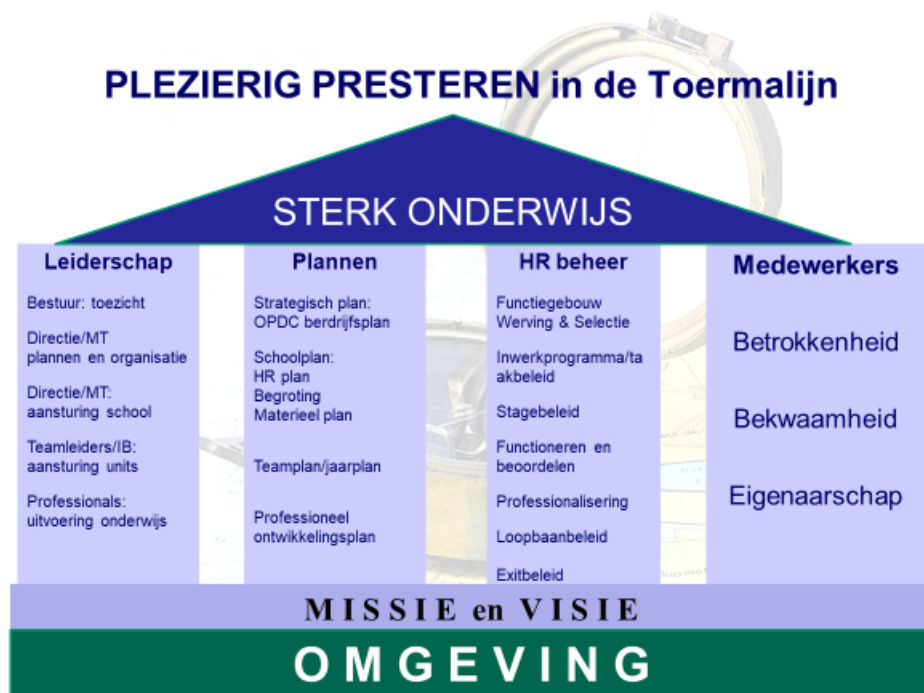 PLEZIERIG PRESTEREN in de Toermalijn
STERK ONDERWIJS
Leiderschap
Bestuur: toezicht
Directie/MT
plannen en organisatie
Directie/MT:
aansturing school
Teamleiders/IB:
aansturing units
Professionals:
uitvoering onderwijs
Plannen
Strategisch plan:
OPDC berdrijfsplan
Schoolplan:
HR plan
Begroting
Materieel plan
Teamplan/jaarplan
Professioneel
ontwikkelingsplan
HR beheer
Functiegebouw
Werving & Selectie
Inwerkprogramma/ta
akbeleid
Stagebeleid
Functioneren en
beoordelen
Professionalisering
Loopbaanbeleid
Exitbeleid
Medewerkers
Betrokkenheid
Bekwaamheid
Eigenaarschap
MISSIE en VISIE
OMGEVING